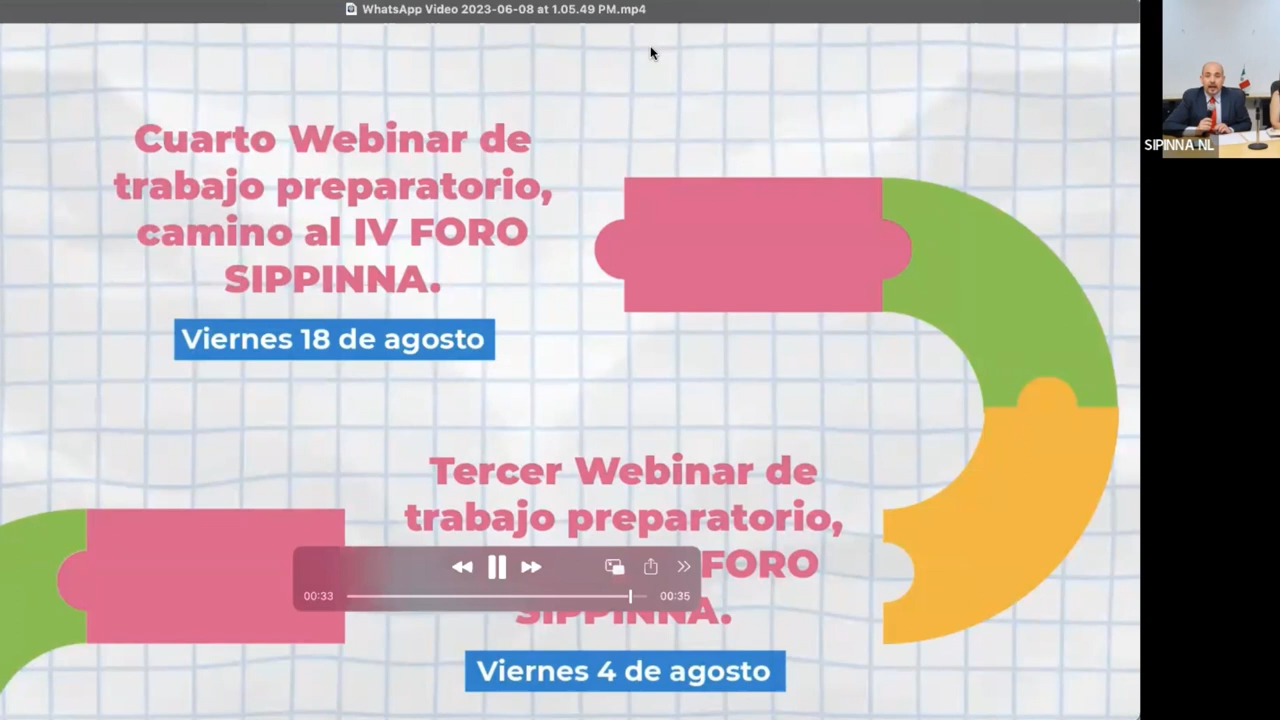 WhatsApp Video 2023-06-08 at 1.05.49 PM.mp4
SIPINNA NL
Cuarto Webinar de
trabajo preparatorio,
camino al IV FORO
SIPPINNA.
Viernes 18 de agosto
Tercer Webinar de
trabajo preparatorio,
FORO
SIPPINNA.
00:33
00:35
Viernes 4 de agosto